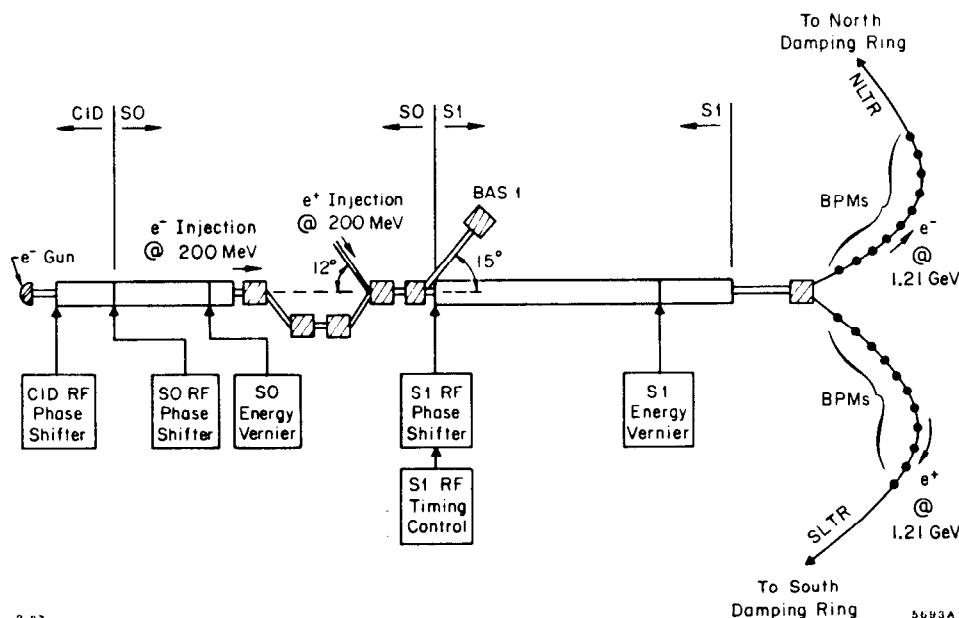 To North
Damping Ring
NLTR
CID
SO
SO
S1
S1
BAS 1
BPMs
e⁻
@
1.21 GeV
e⁻ Injection
@ 200 MeV
e⁺ Injection
@ 200 MeV
e⁻ Gun
12°
15°
CID RF
Phase
Shifter
SO RF
Phase
Shifter
SO
Energy
Vernier
S1 RF
Phase
Shifter
S1 RF
Timing
Control
S1
Energy
Vernier
BPMs
e⁺
@
1.21 GeV
SLTR
To South
Damping Ring
5693A